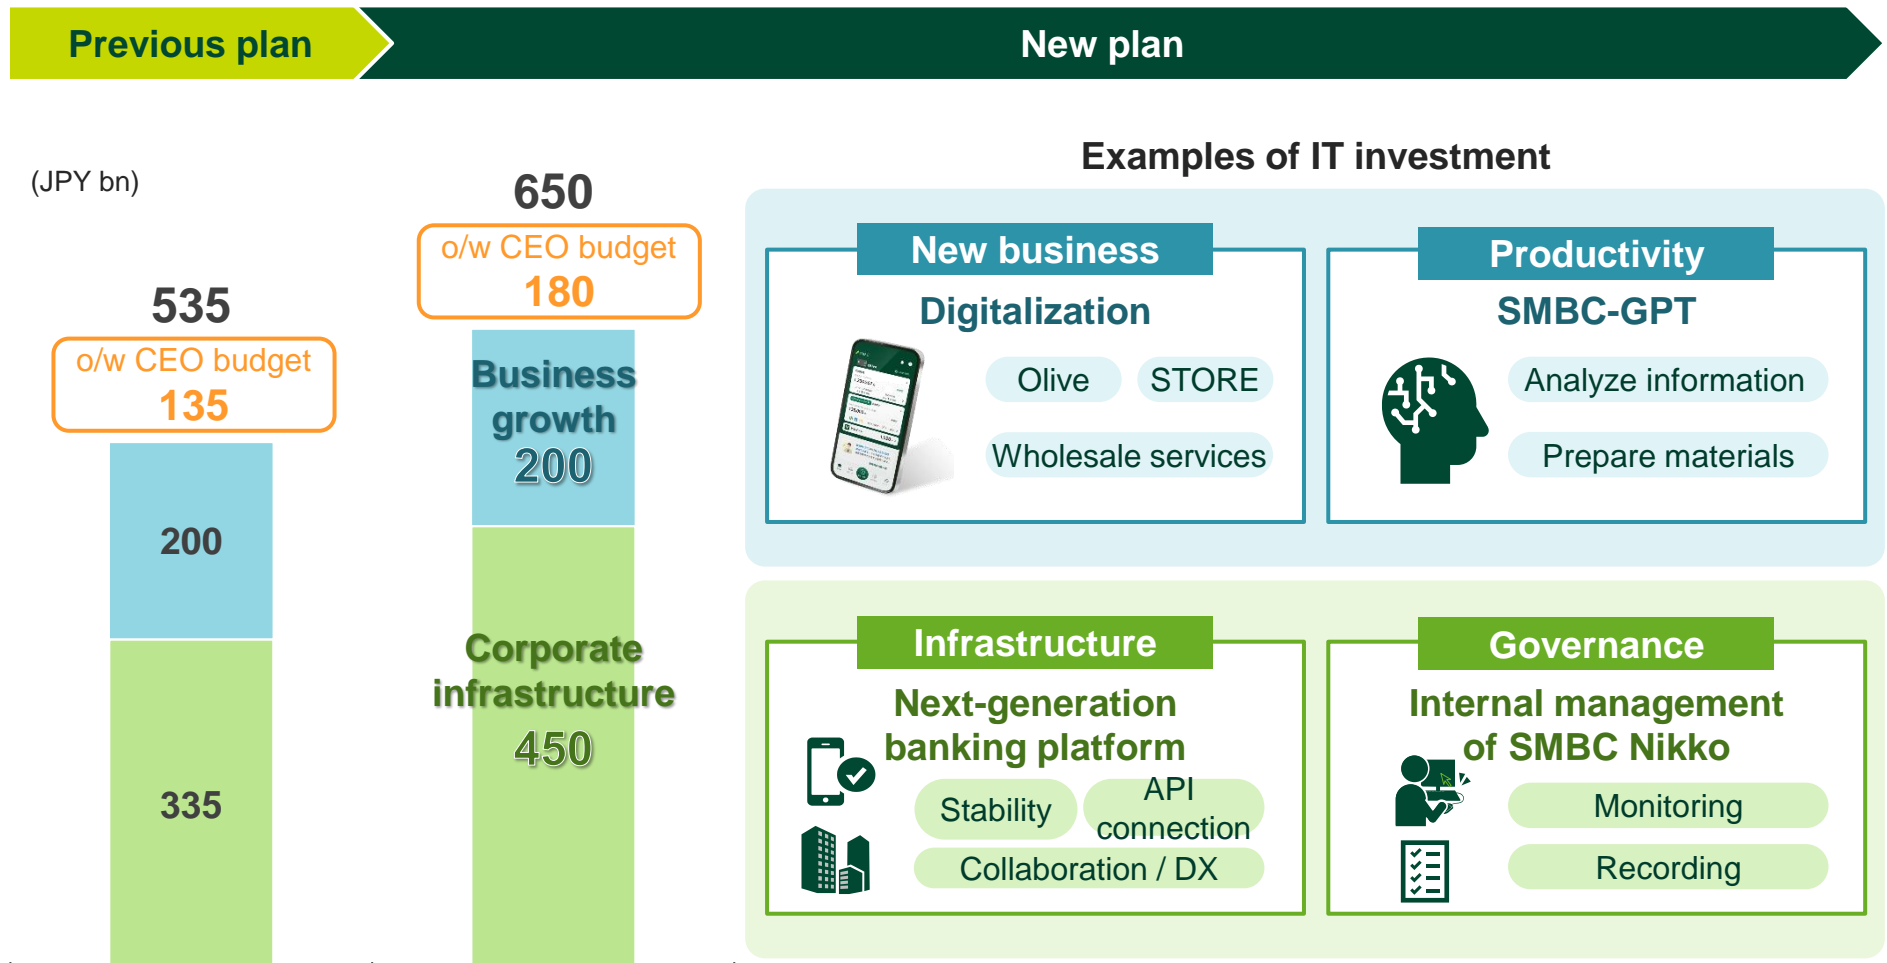 Previous plan
New plan
(JPY bn)
535
o/w CEO budget
135
200
335
650
o/w CEO budget
180
Business
growth
200
Corporate
infrastructure
450
Examples of IT investment
New business
Digitalization
Olive
STORE
Wholesale services
Productivity
SMBC-GPT
Analyze information
Prepare materials
Infrastructure
Next-generation
banking platform
Stability
API
connection
Collaboration / DX
Governance
Internal management
of SMBC Nikko
Monitoring
Recording